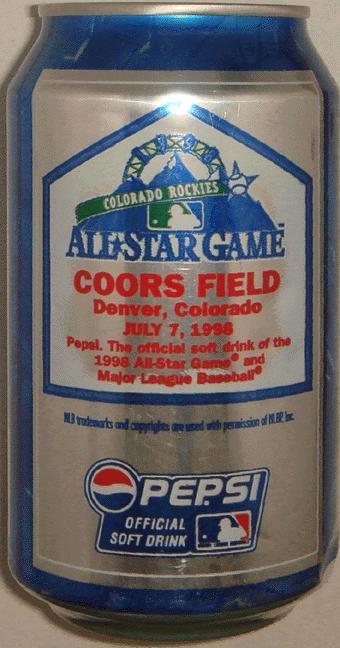 COLORADO ROCKIES
ALL★STAR GAME™
COORS FIELD
Denver, Colorado
JULY 7, 1998
Pepsi. The official soft drink of the
1998 All-Star Game® and
Major League Baseball®
MLB trademarks and copyrights are used with permission of MLBP, Inc.
PEPSI
OFFICIAL
SOFT DRINK